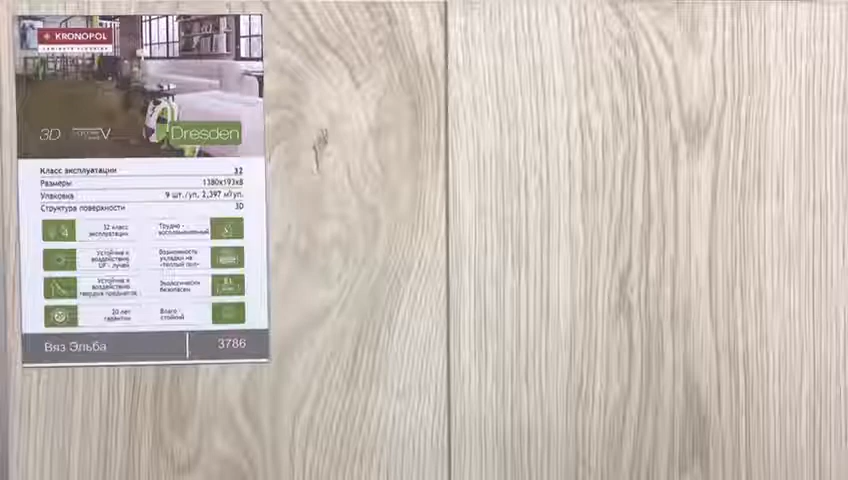 KRONOPOL
LAMINATE FLOORING
3D
V
Dresden
Класс эксплуатации 32
Размеры 1380x193x8
Упаковка 9 шт./уп. 2,397 м²/уп.
Структура поверхности 3D
32 класс эксплуатации
Трудно - воспламеняемый
Устойчив к воздействию UF - лучей
Возможность укладки на «теплый пол»
Устойчив к воздействию твердых предметов
Экологически безопасен
20 лет гарантии
Влаго - стойкий
Вяз Эльба 3786